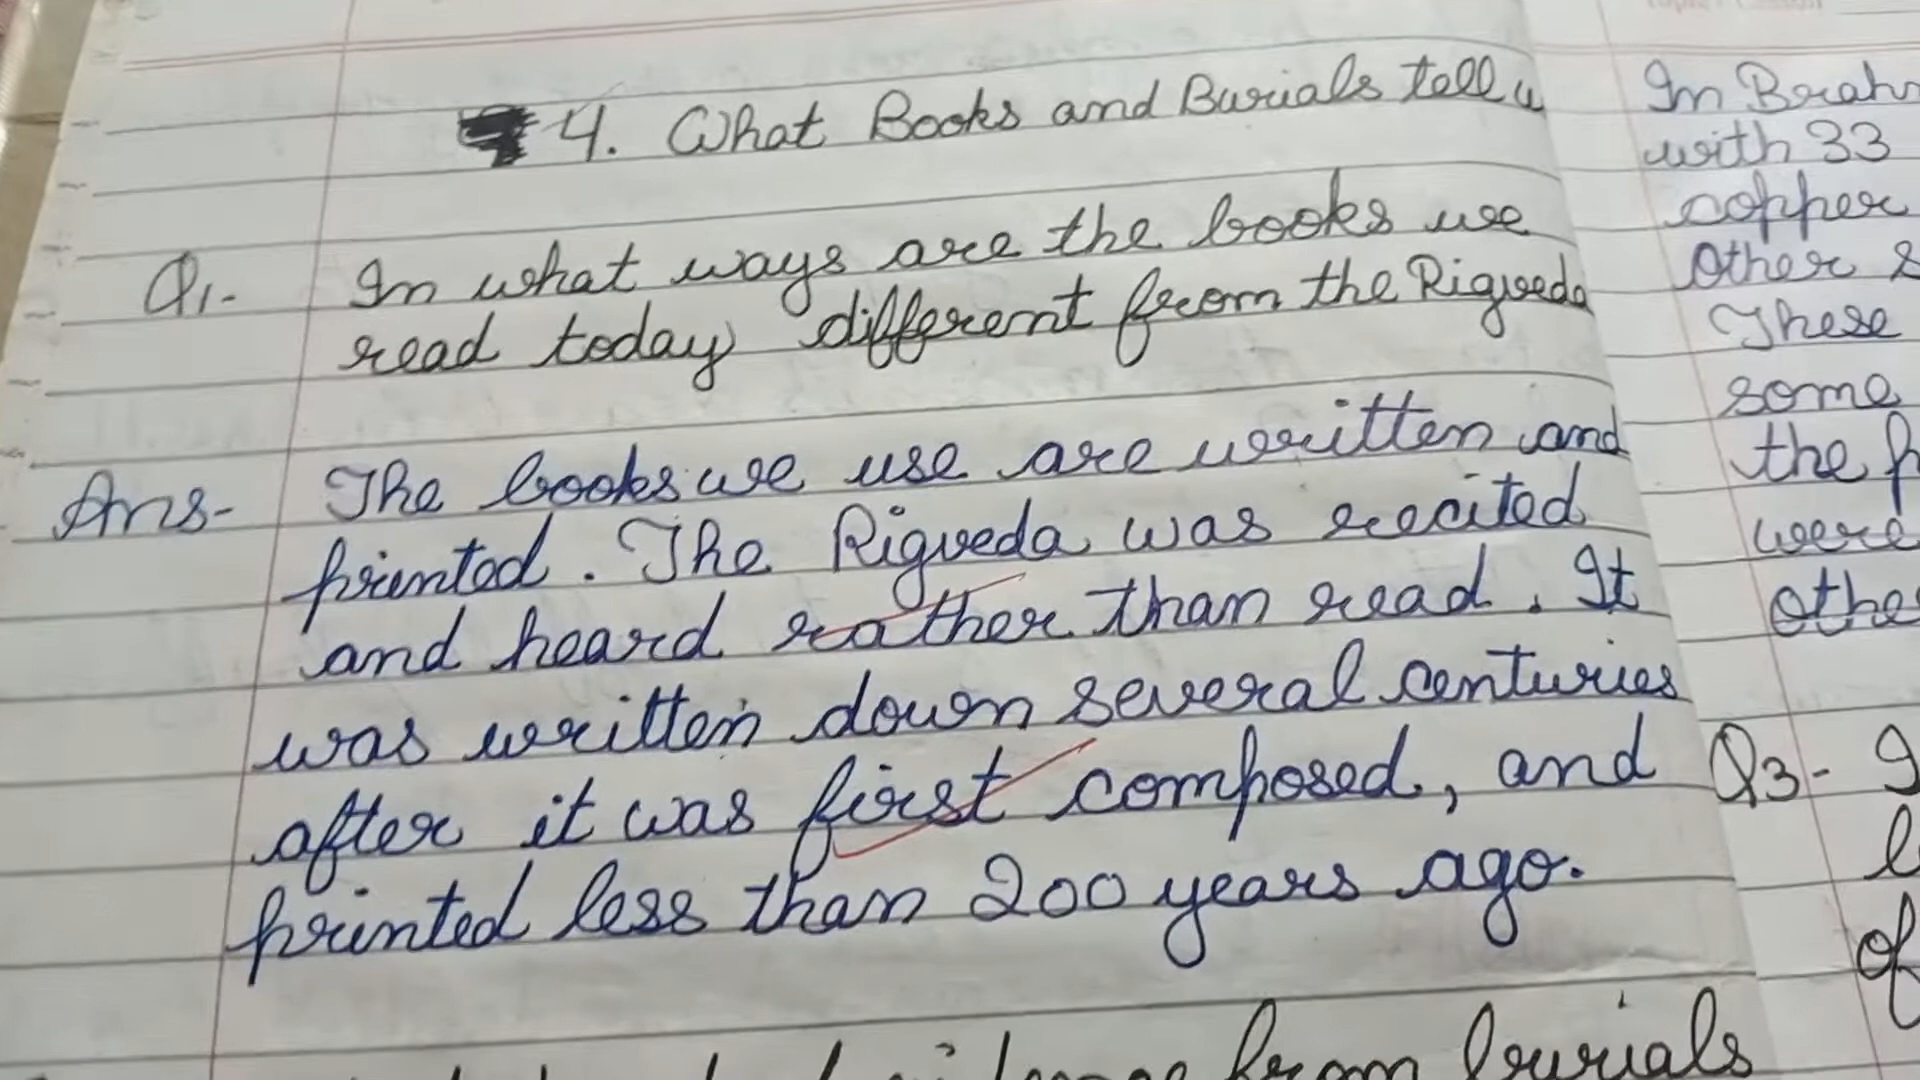 4. What Books and Burials tell u
Q1- In what ways are the books we
read today different from the Rigveda
Ans- The books we use are written and
printed. The Rigveda was recited
and heard rather than read. It
was written down several centuries
after it was first composed, and
printed less than 200 years ago.
from burials
In Brahm
with 33
copper
other s
These
some
the p
were
othe
Q3-
of